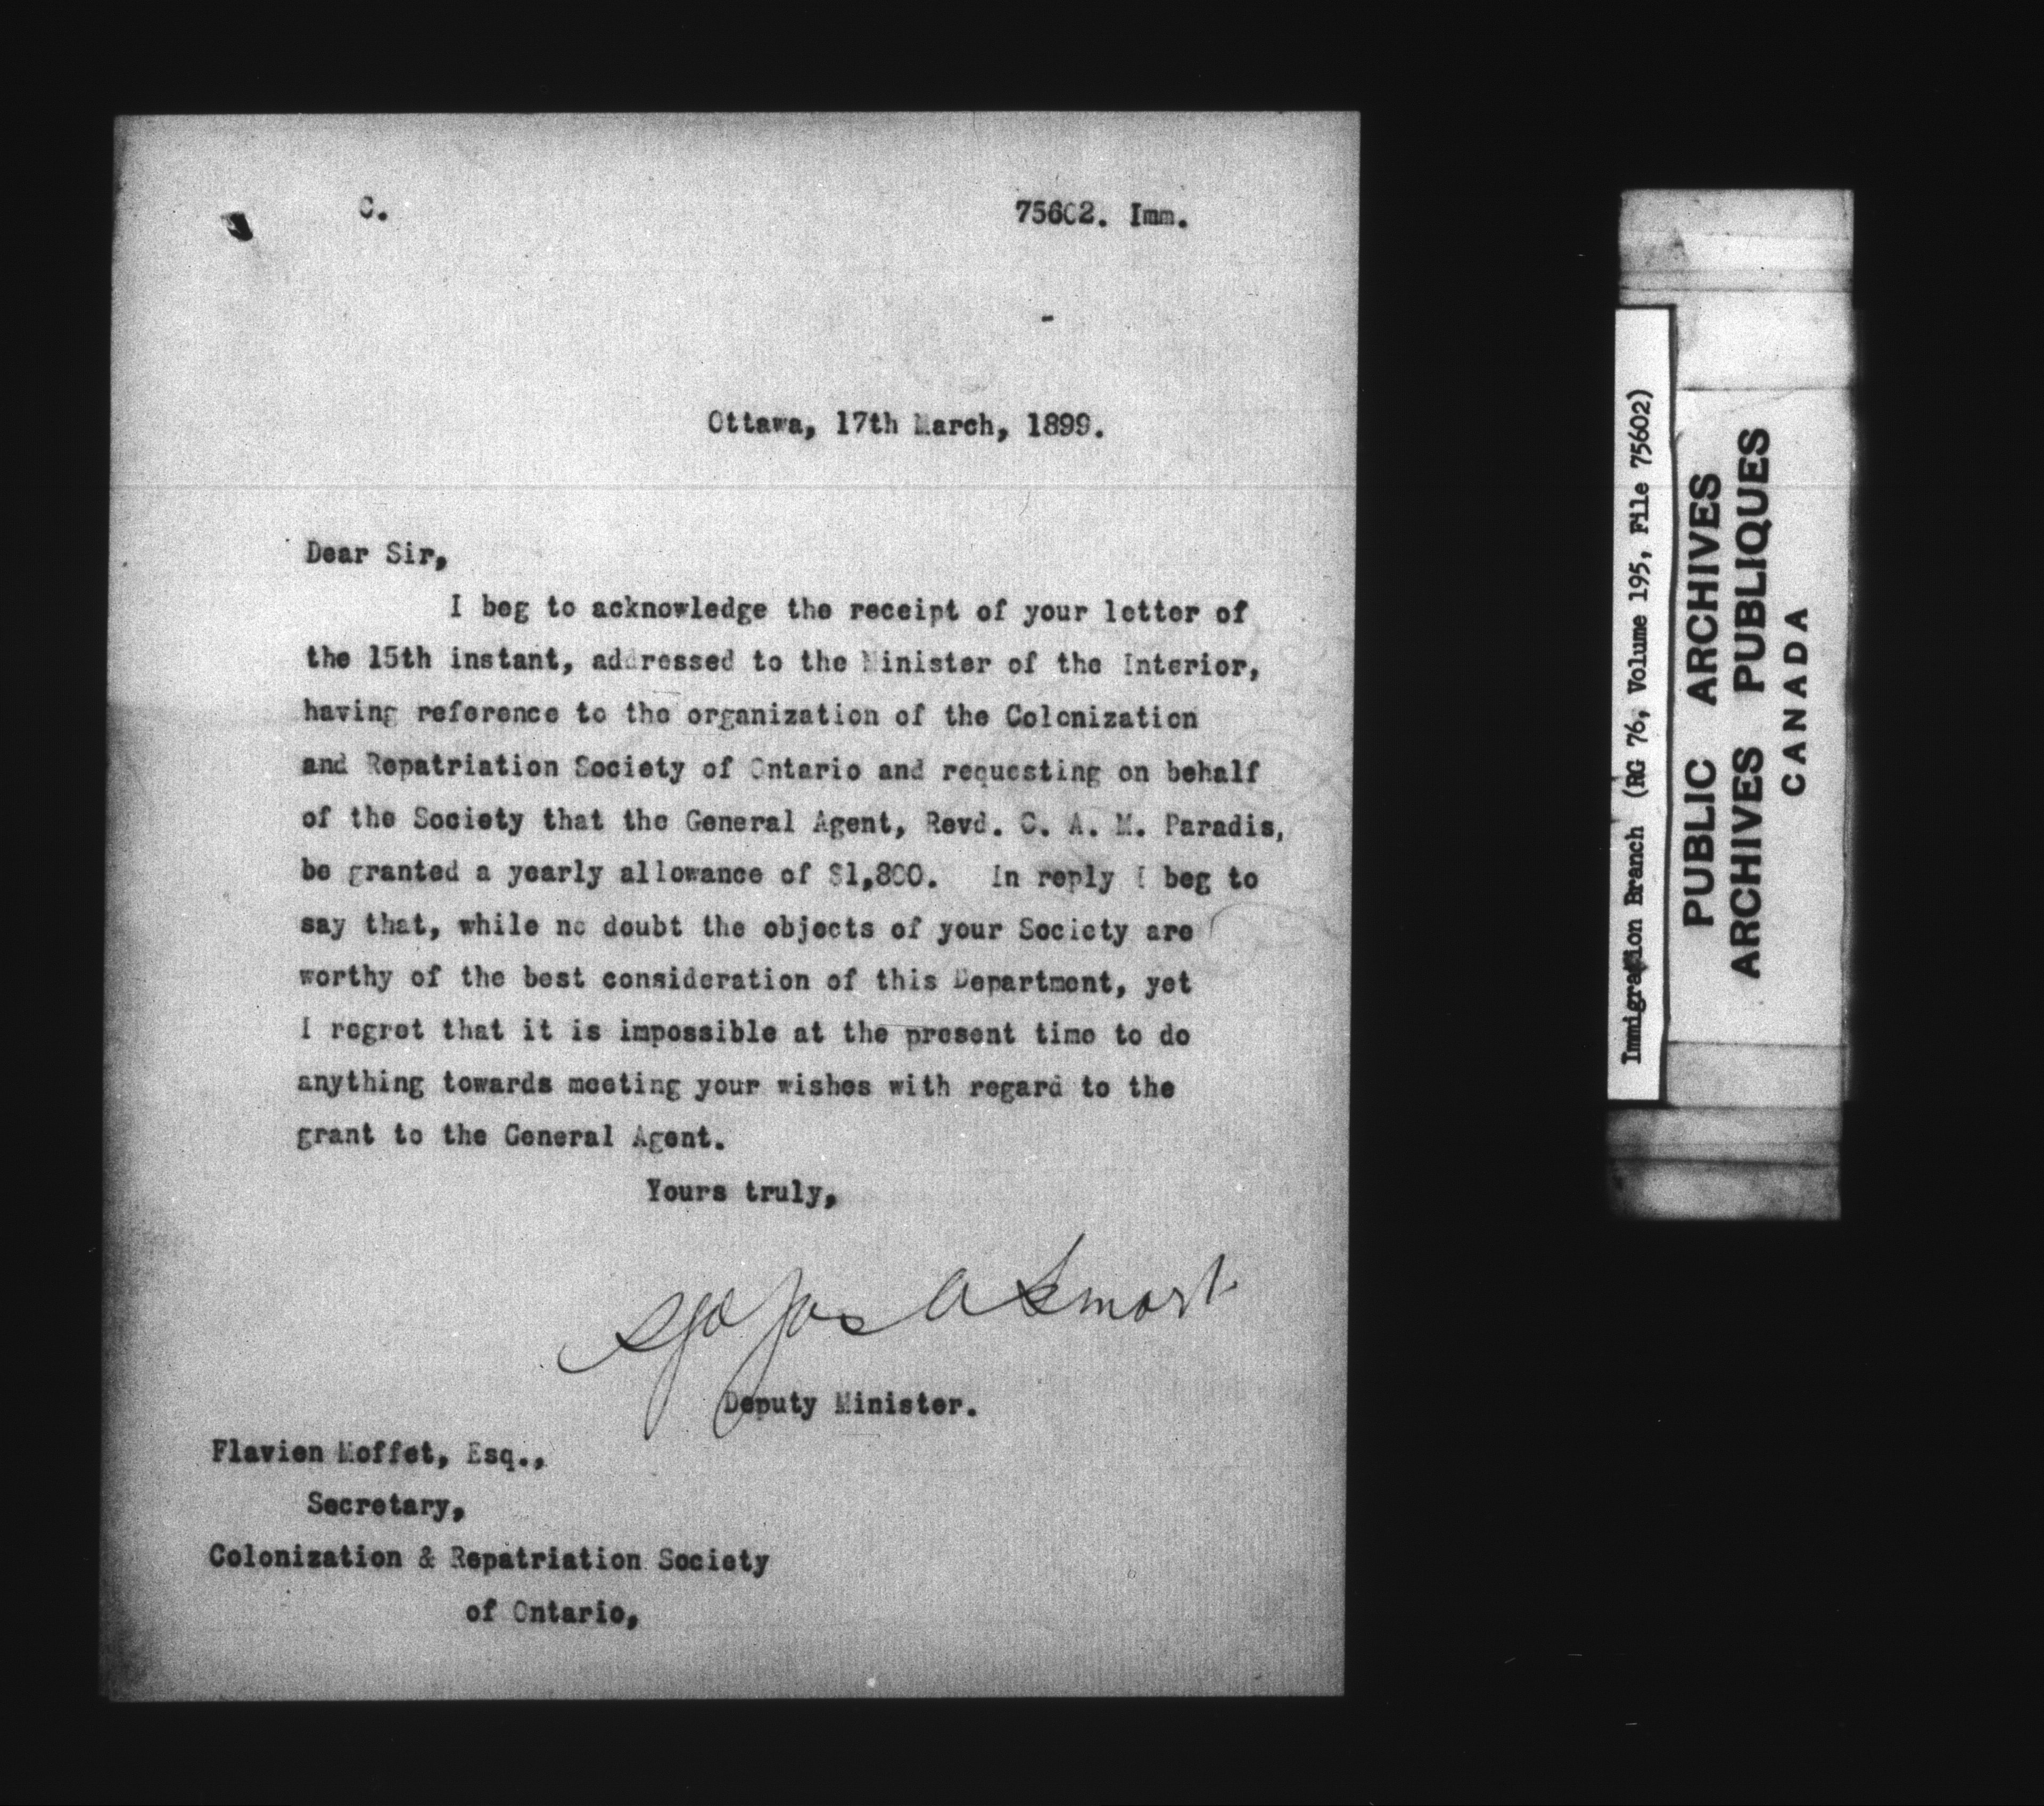 C.
75602. Imm.
Ottawa, 17th March, 1899.
Dear Sir,
I beg to acknowledge the receipt of your letter of
the 15th instant, addressed to the Minister of the Interior,
having reference to the organization of the Colonization
and Repatriation Society of Ontario and requesting on behalf
of the Society that the General Agent, Revd. C. A. M. Paradis,
be granted a yearly allowance of $1,800. In reply I beg to
say that, while no doubt the objects of your Society are
worthy of the best consideration of this Department, yet
I regret that it is impossible at the present time to do
anything towards meeting your wishes with regard to the
grant to the General Agent.
Yours truly,
Sgd Jas A Smart
Deputy Minister.
Flavien Moffet, Esq.,
Secretary,
Colonization & Repatriation Society
of Ontario,
Immigration Branch (RG 76, Volume 195, File 75602)
PUBLIC ARCHIVES
ARCHIVES PUBLIQUES
CANADA